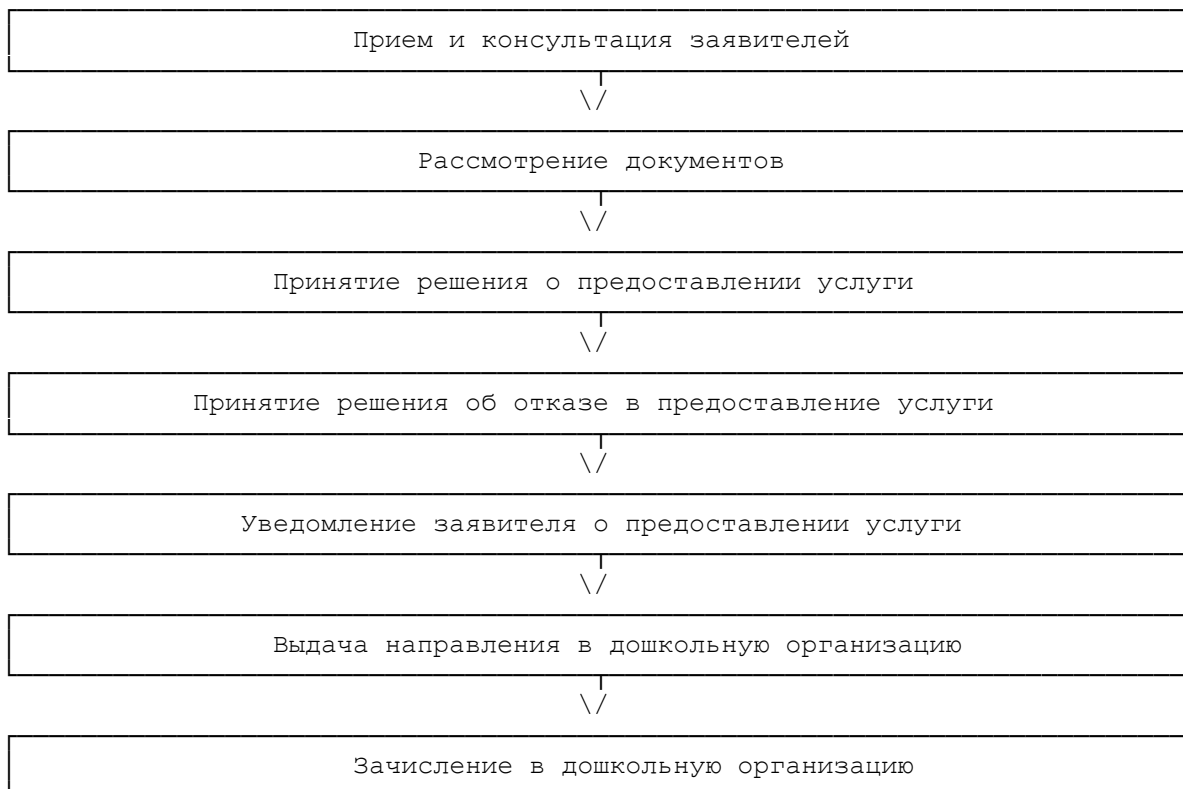 Прием и консультация заявителей
\/
Рассмотрение документов
\/
Принятие решения о предоставлении услуги
\/
Принятие решения об отказе в предоставление услуги
\/
Уведомление заявителя о предоставлении услуги
\/
Выдача направления в дошкольную организацию
\/
Зачисление в дошкольную организацию